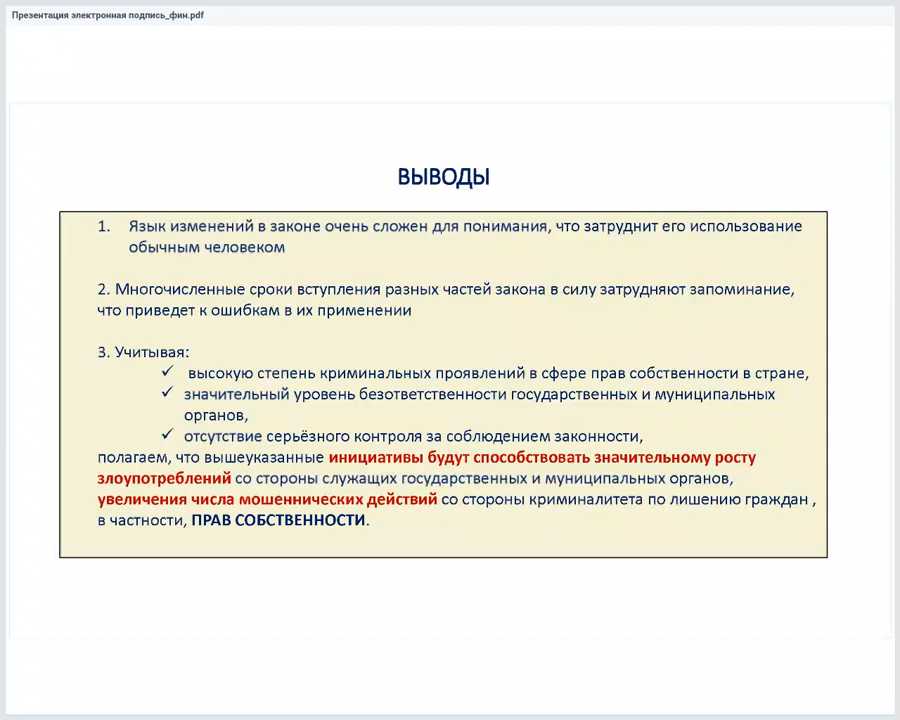 Презентация электронная подпись_фин.pdf
ВЫВОДЫ
1. Язык изменений в законе очень сложен для понимания, что затруднит его использование
обычным человеком
2. Многочисленные сроки вступления разных частей закона в силу затрудняют запоминание,
что приведет к ошибкам в их применении
3. Учитывая:
✓ высокую степень криминальных проявлений в сфере прав собственности в стране,
✓ значительный уровень безответственности государственных и муниципальных
органов,
✓ отсутствие серьёзного контроля за соблюдением законности,
полагаем, что вышеуказанные инициативы будут способствовать значительному росту
злоупотреблений со стороны служащих государственных и муниципальных органов,
увеличения числа мошеннических действий со стороны криминалитета по лишению граждан ,
в частности, ПРАВ СОБСТВЕННОСТИ.